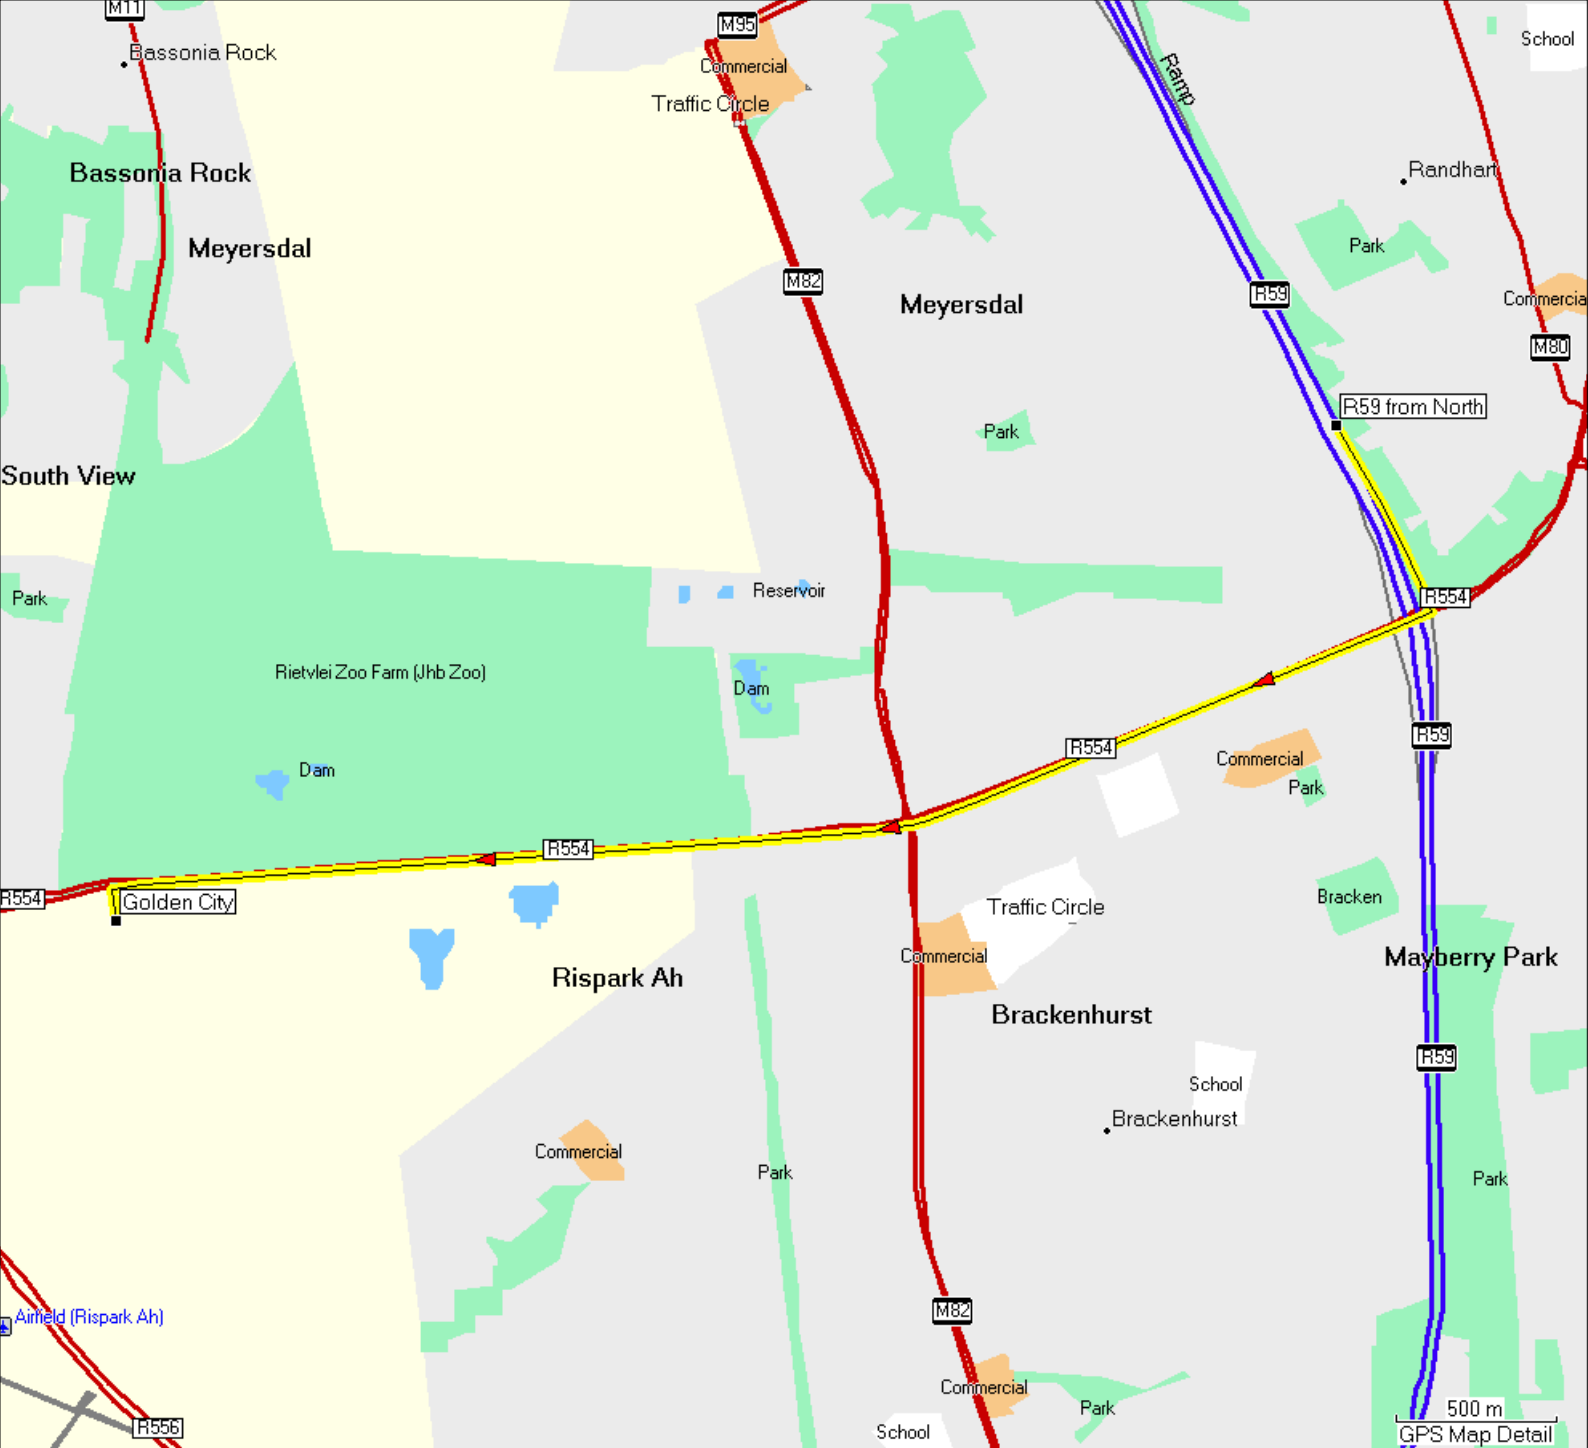 M11
M95
Bassonia Rock
School
Commercial
Ramp
Traffic Circle
Bassonia Rock
Randhart
Meyersdal
Park
M82
Meyersdal
R59
Commercia
M80
R59 from North
Park
South View
Reservoir
Park
R554
Rietvlei Zoo Farm (Jhb Zoo)
Dam
R59
R554
Commercial
Dam
Park
R554
R554
Golden City
Bracken
Traffic Circle
Commercial
Mayberry Park
Rispark Ah
Brackenhurst
R59
School
Brackenhurst
Commercial
Park
Park
Airfield (Rispark Ah)
M82
Commercial
Park
500 m
R556
School
GPS Map Detail